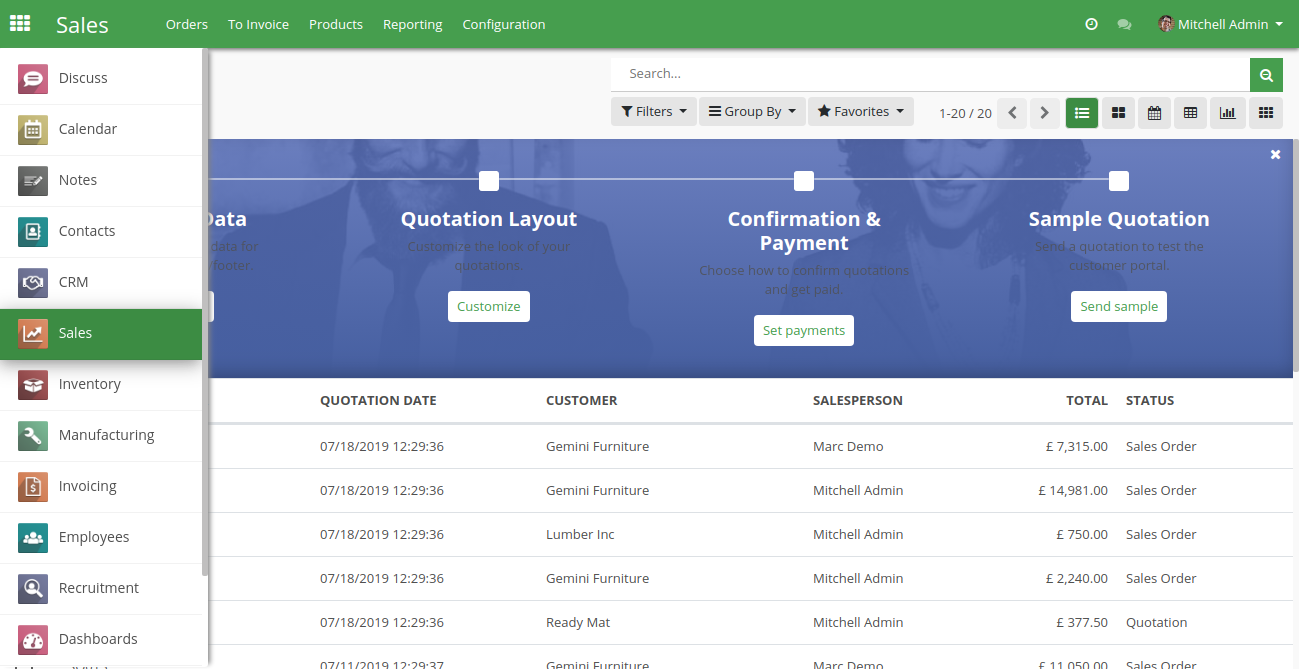 Sales Orders To Invoice Products Reporting Configuration Mitchell Admin
Discuss
Calendar
Notes
Contacts
CRM
Sales
Inventory
Manufacturing
Invoicing
Employees
Recruitment
Dashboards
Search...
Filters Group By Favorites 1-20 / 20
Data
data for
/footer.
Quotation Layout
Customize the look of your
quotations.
Customize
Confirmation &
Payment
Choose how to confirm quotations
and get paid.
Set payments
Sample Quotation
Send a quotation to test the
customer portal.
Send sample
QUOTATION DATE CUSTOMER SALESPERSON TOTAL STATUS
07/18/2019 12:29:36 Gemini Furniture Marc Demo £ 7,315.00 Sales Order
07/18/2019 12:29:36 Gemini Furniture Mitchell Admin £ 14,981.00 Sales Order
07/18/2019 12:29:36 Lumber Inc Mitchell Admin £ 750.00 Sales Order
07/18/2019 12:29:36 Gemini Furniture Mitchell Admin £ 2,240.00 Sales Order
07/18/2019 12:29:36 Ready Mat Mitchell Admin £ 377.50 Quotation
07/11/2019 12:29:37 Gemini Furniture Marc Demo £ 11,050.00 Sales Order